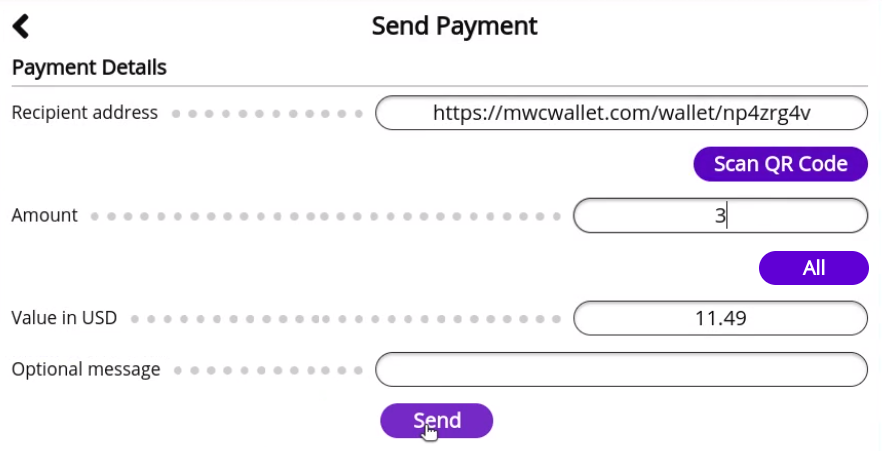 Send Payment
Payment Details
Recipient address https://mwcwallet.com/wallet/np4zrg4v
Scan QR Code
Amount 3
All
Value in USD 11.49
Optional message
Send